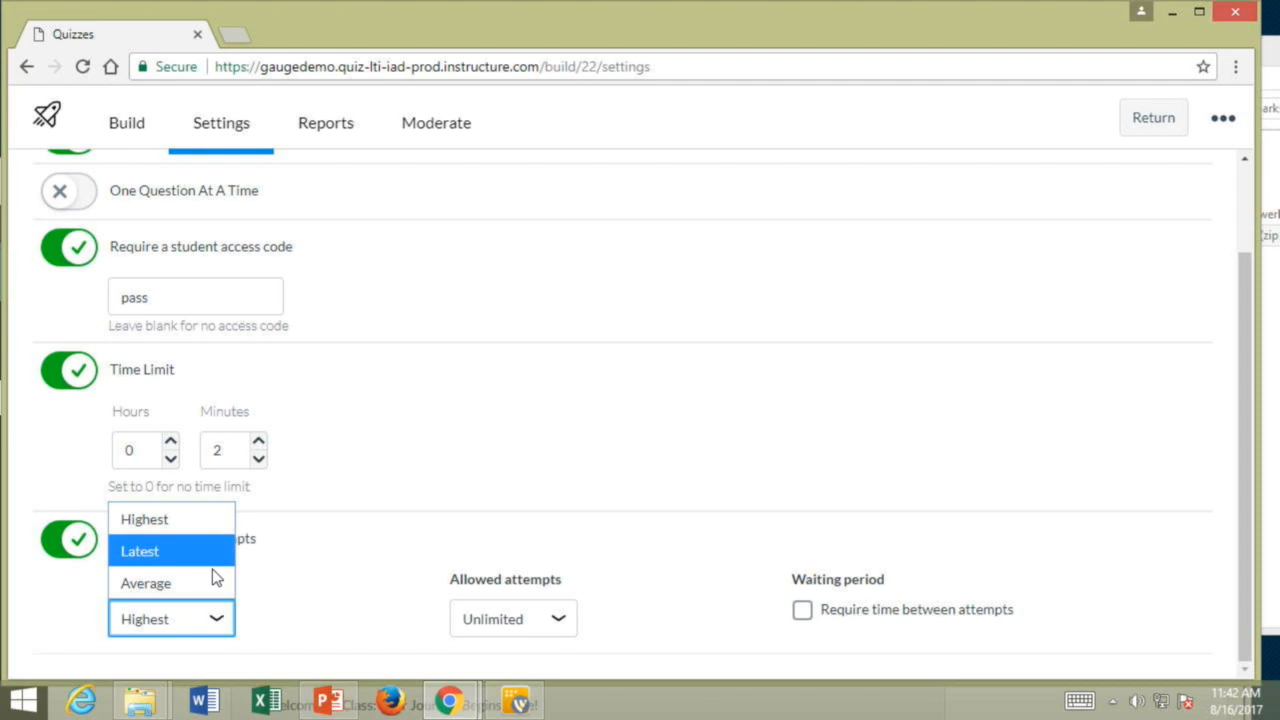 Quizzes
Secure https://gaugedemo.quiz-lti-iad-prod.instructure.com/build/22/settings
Build Settings Reports Moderate Return
One Question At A Time
Require a student access code
pass
Leave blank for no access code
Time Limit
Hours Minutes
0 2
Set to 0 for no time limit
Highest
Latest
Average
Highest
Allowed attempts
Unlimited
Waiting period
Require time between attempts
Class:
11:42 AM
8/16/2017